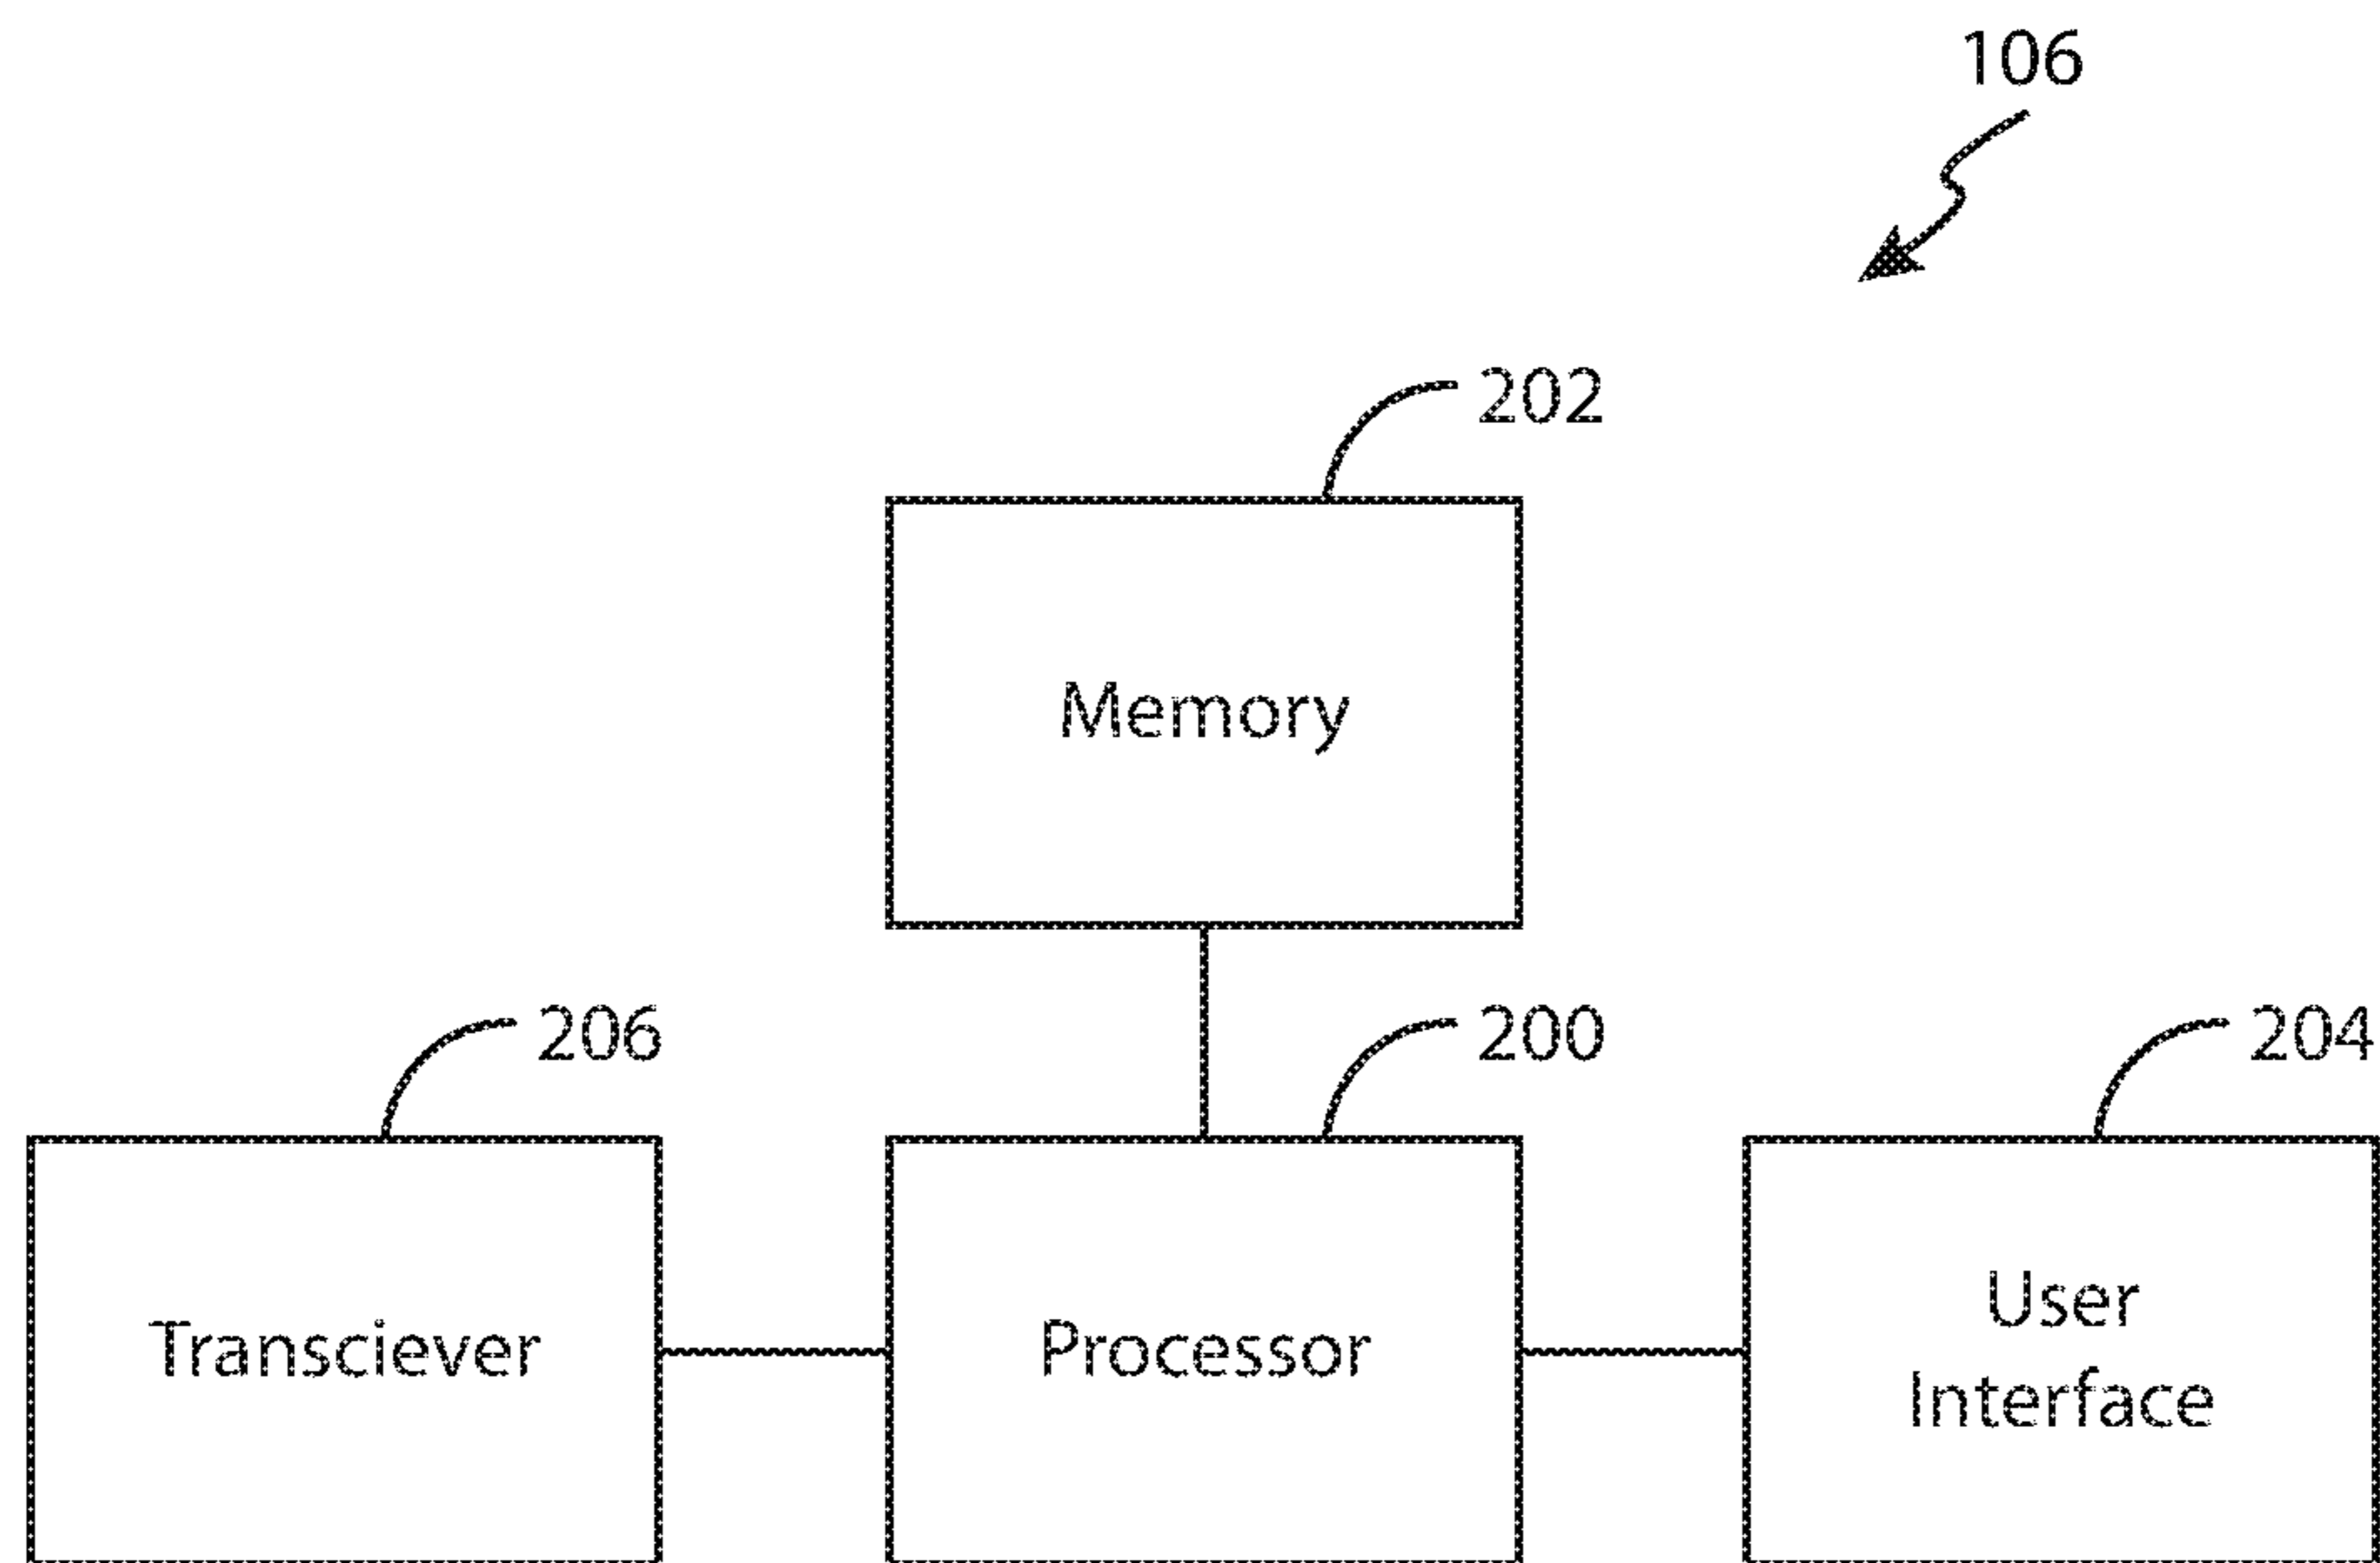 106
202
Memory
206
200
204
Transciever
Processor
User
Interface